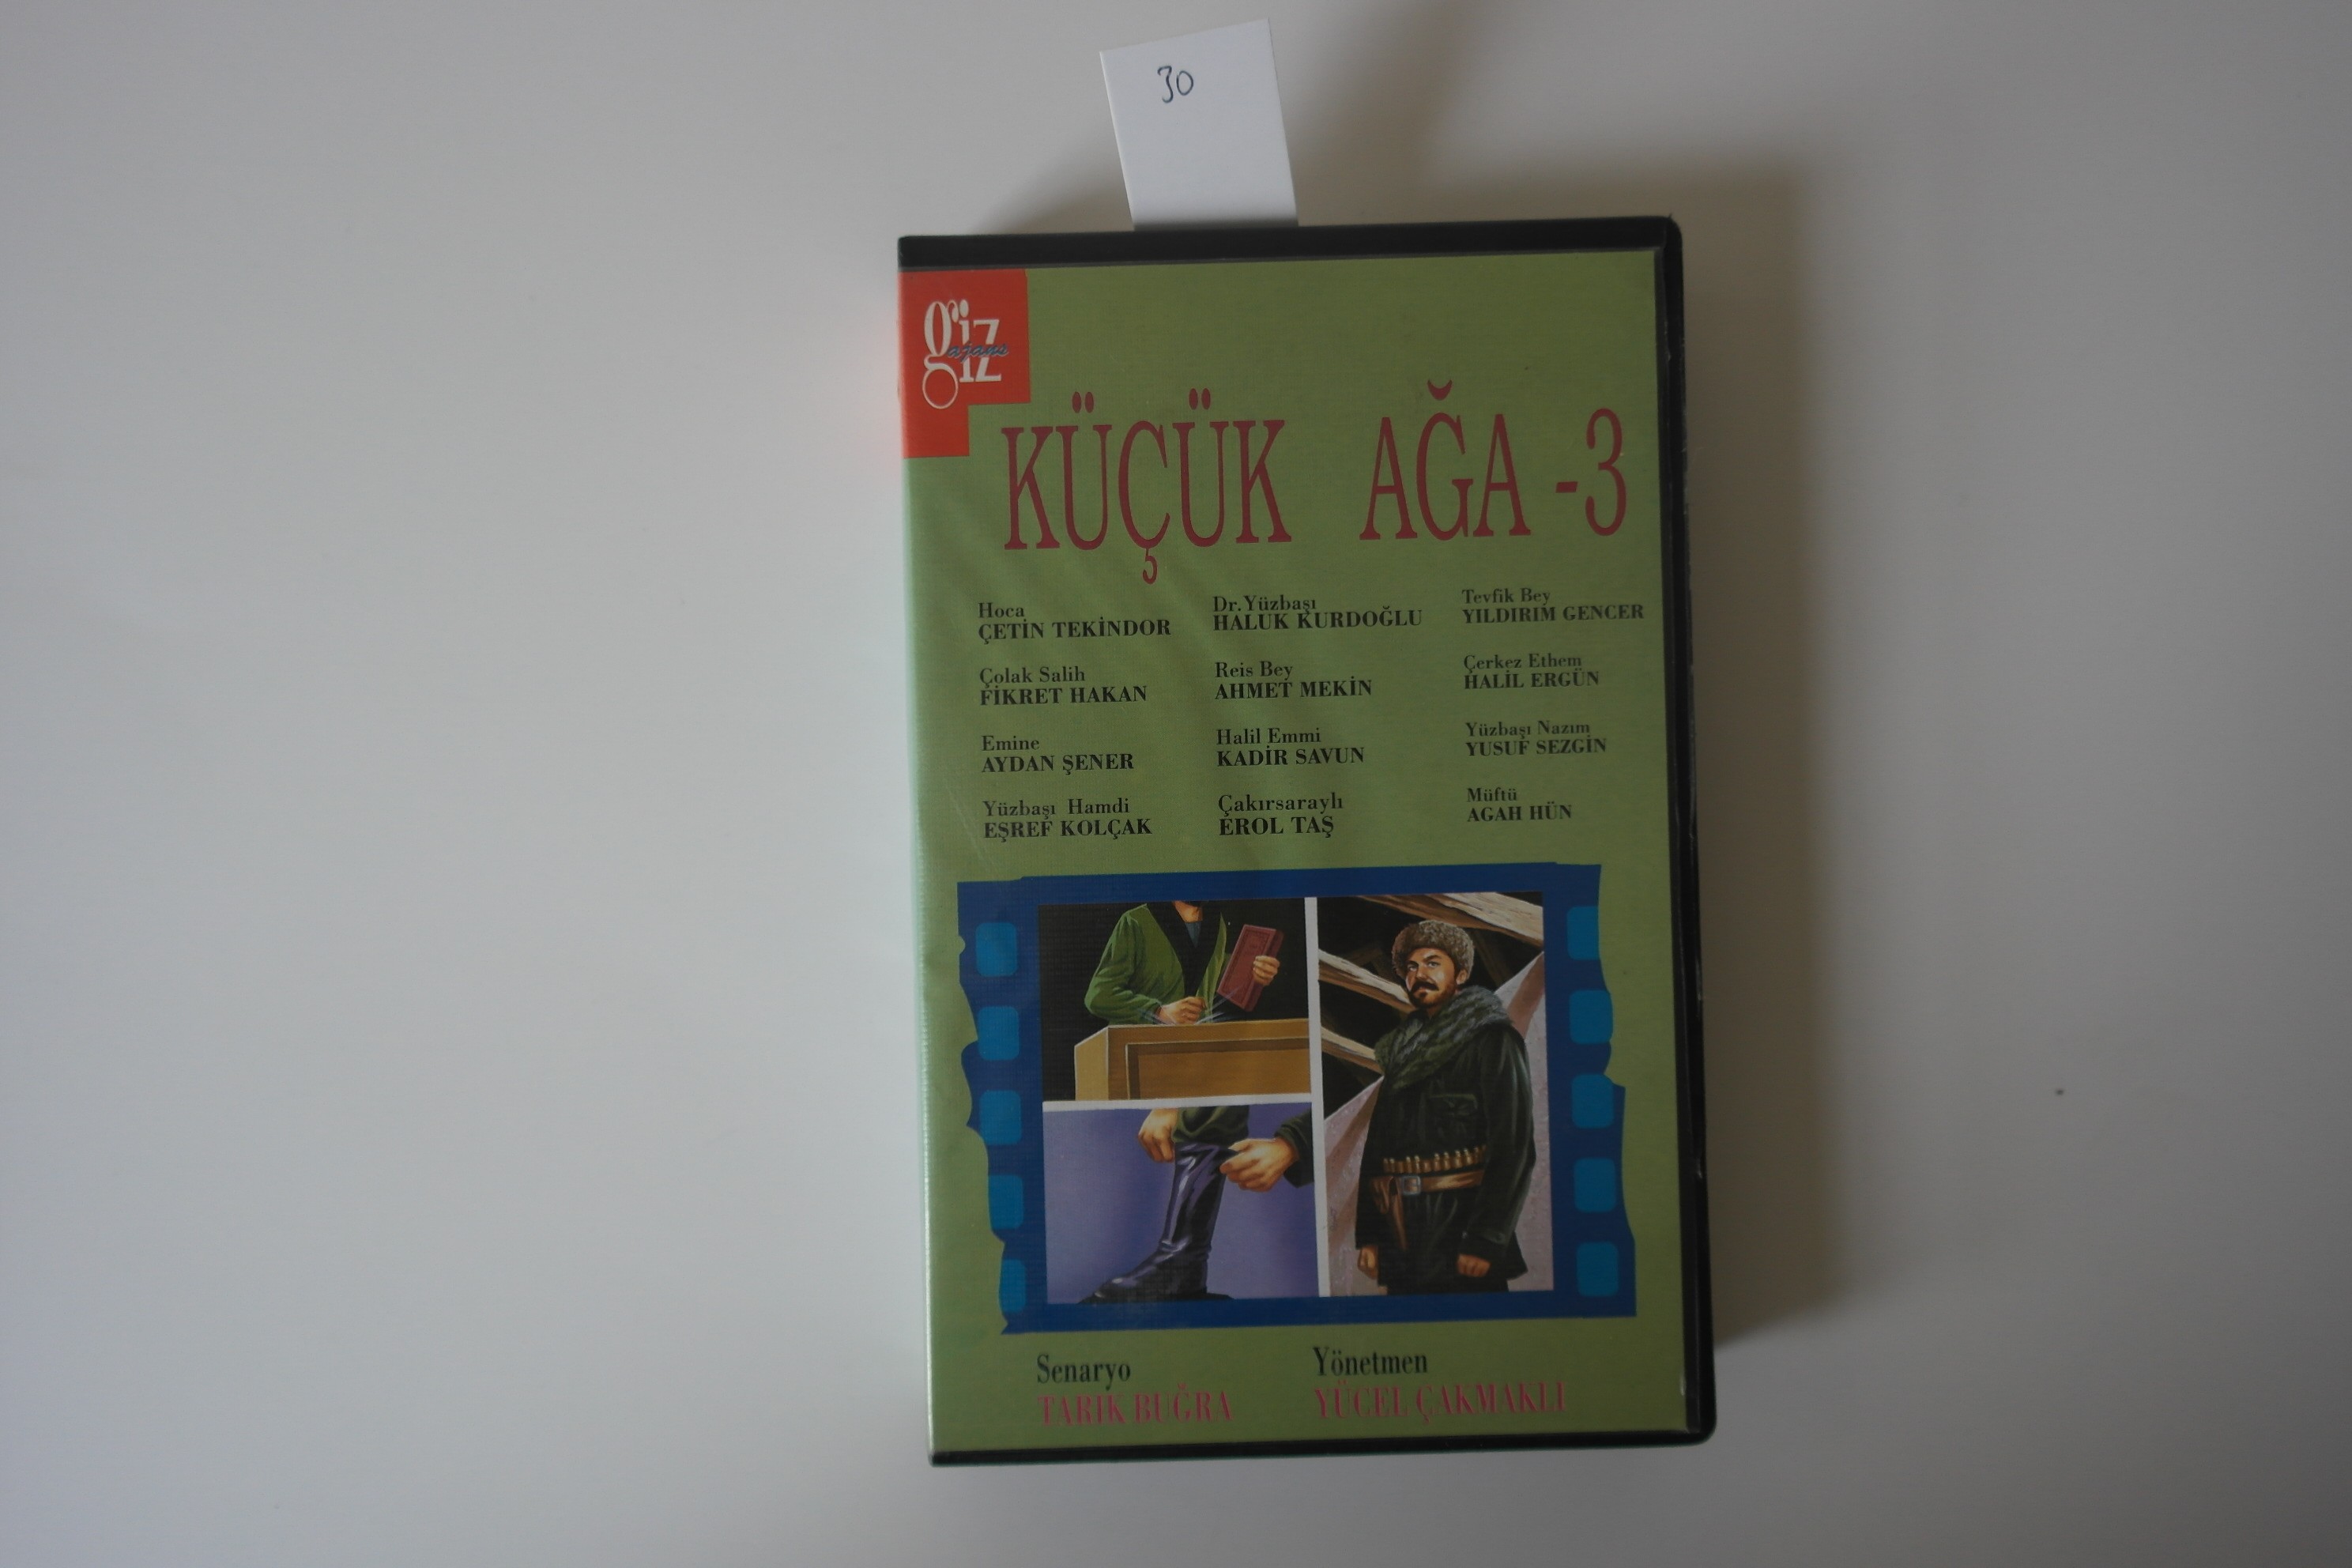 30
giz
ajans
KÜÇÜK AĞA -3
Hoca
ÇETİN TEKİNDOR
Dr.Yüzbaşı
HALUK KURDOĞLU
Tevfik Bey
YILDIRIM GENCER
Çolak Salih
FİKRET HAKAN
Reis Bey
AHMET MEKİN
Çerkez Ethem
HALİL ERGÜN
Emine
AYDAN ŞENER
Halil Emmi
KADİR SAVUN
Yüzbaşı Nazım
YUSUF SEZGİN
Yüzbaşı Hamdi
EŞREF KOLÇAK
Çakırsaraylı
EROL TAŞ
Müftü
AGAH HÜN
Senaryo
TARIK BUĞRA
Yönetmen
YÜCEL ÇAKMAKLI